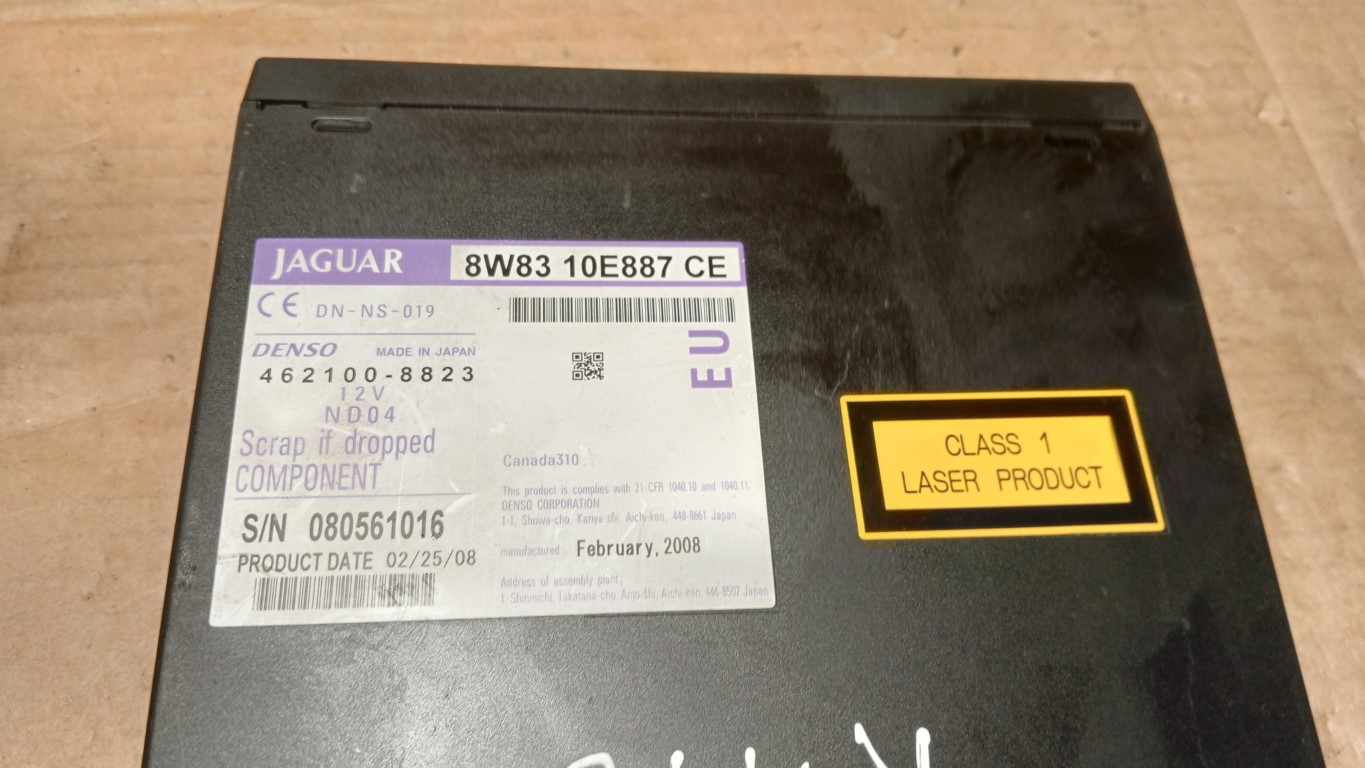 JAGUAR 8W83 10E887 CE
CE DN-NS-019
EU
DENSO MADE IN JAPAN
462100-8823
12V
ND04
Scrap if dropped
COMPONENT
S/N 080561016
PRODUCT DATE 02/25/08
Canada310
This product is complies with 21 CFR 1040.10 and 1040.11.
DENSO CORPORATION
1-1, Showa-cho, Kariya-shi, Aichi-ken, 448-8661 Japan
manufactured: February, 2008
Address of assembly plant;
1, Shinmichi, Takatana-cho, Anjo-shi, Aichi-ken, 446-8507 Japan
CLASS 1
LASER PRODUCT